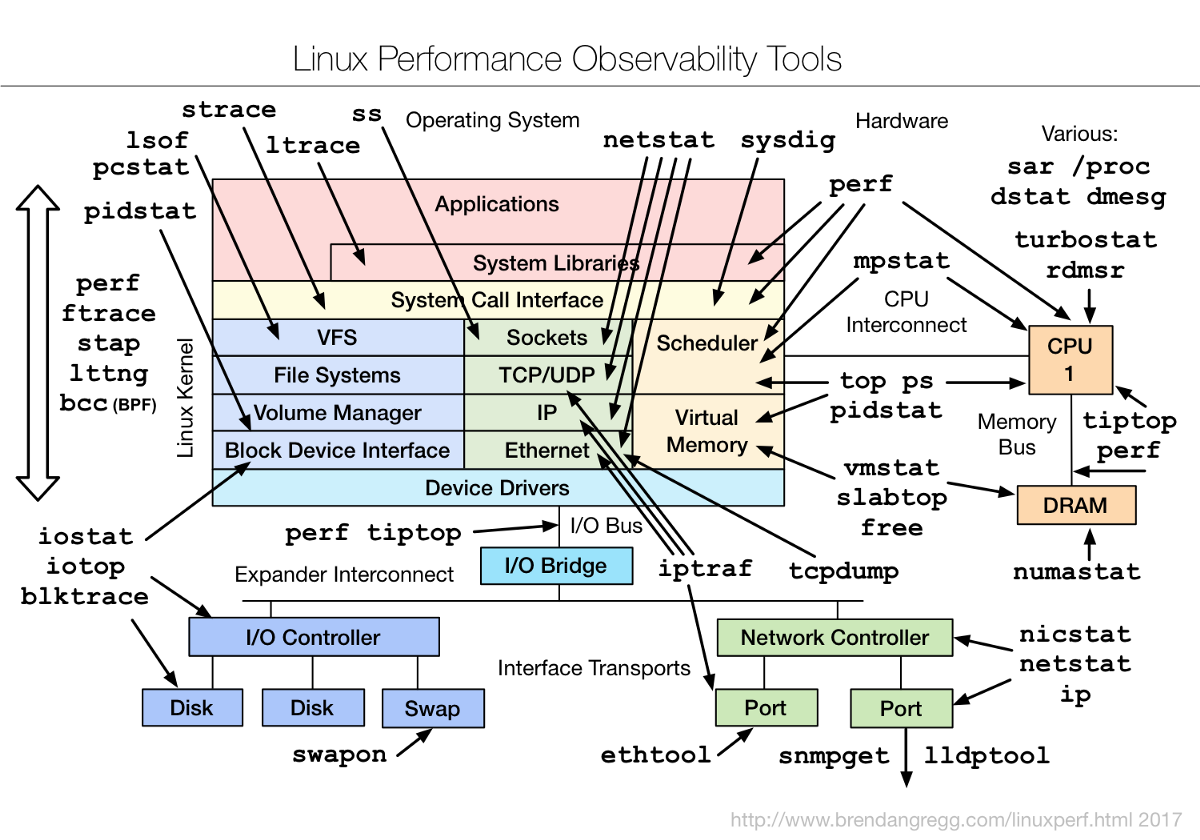 Linux Performance Observability Tools
strace
ss
Operating System
Hardware
Various:
lsof
pcstat
ltrace
netstat
sysdig
sar /proc
dstat dmesg
perf
pidstat
Applications
turbostat
rdmsr
System Libraries
mpstat
perf
ftrace
stap
lttng
bcc (BPF)
System Call Interface
CPU
Interconnect
Linux Kernel
VFS
Sockets
Scheduler
CPU
1
File Systems
TCP/UDP
top ps
pidstat
Volume Manager
IP
Virtual
Memory
Memory
Bus
tiptop
perf
Block Device Interface
Ethernet
vmstat
slabtop
free
Device Drivers
DRAM
iostat
iotop
blktrace
perf tiptop
I/O Bus
Expander Interconnect
I/O Bridge
iptraf
tcpdump
numastat
I/O Controller
Network Controller
nicstat
netstat
ip
Interface Transports
Disk
Disk
Swap
Port
Port
swapon
ethtool
snmpget
lldptool
http://www.brendangregg.com/linuxperf.html 2017